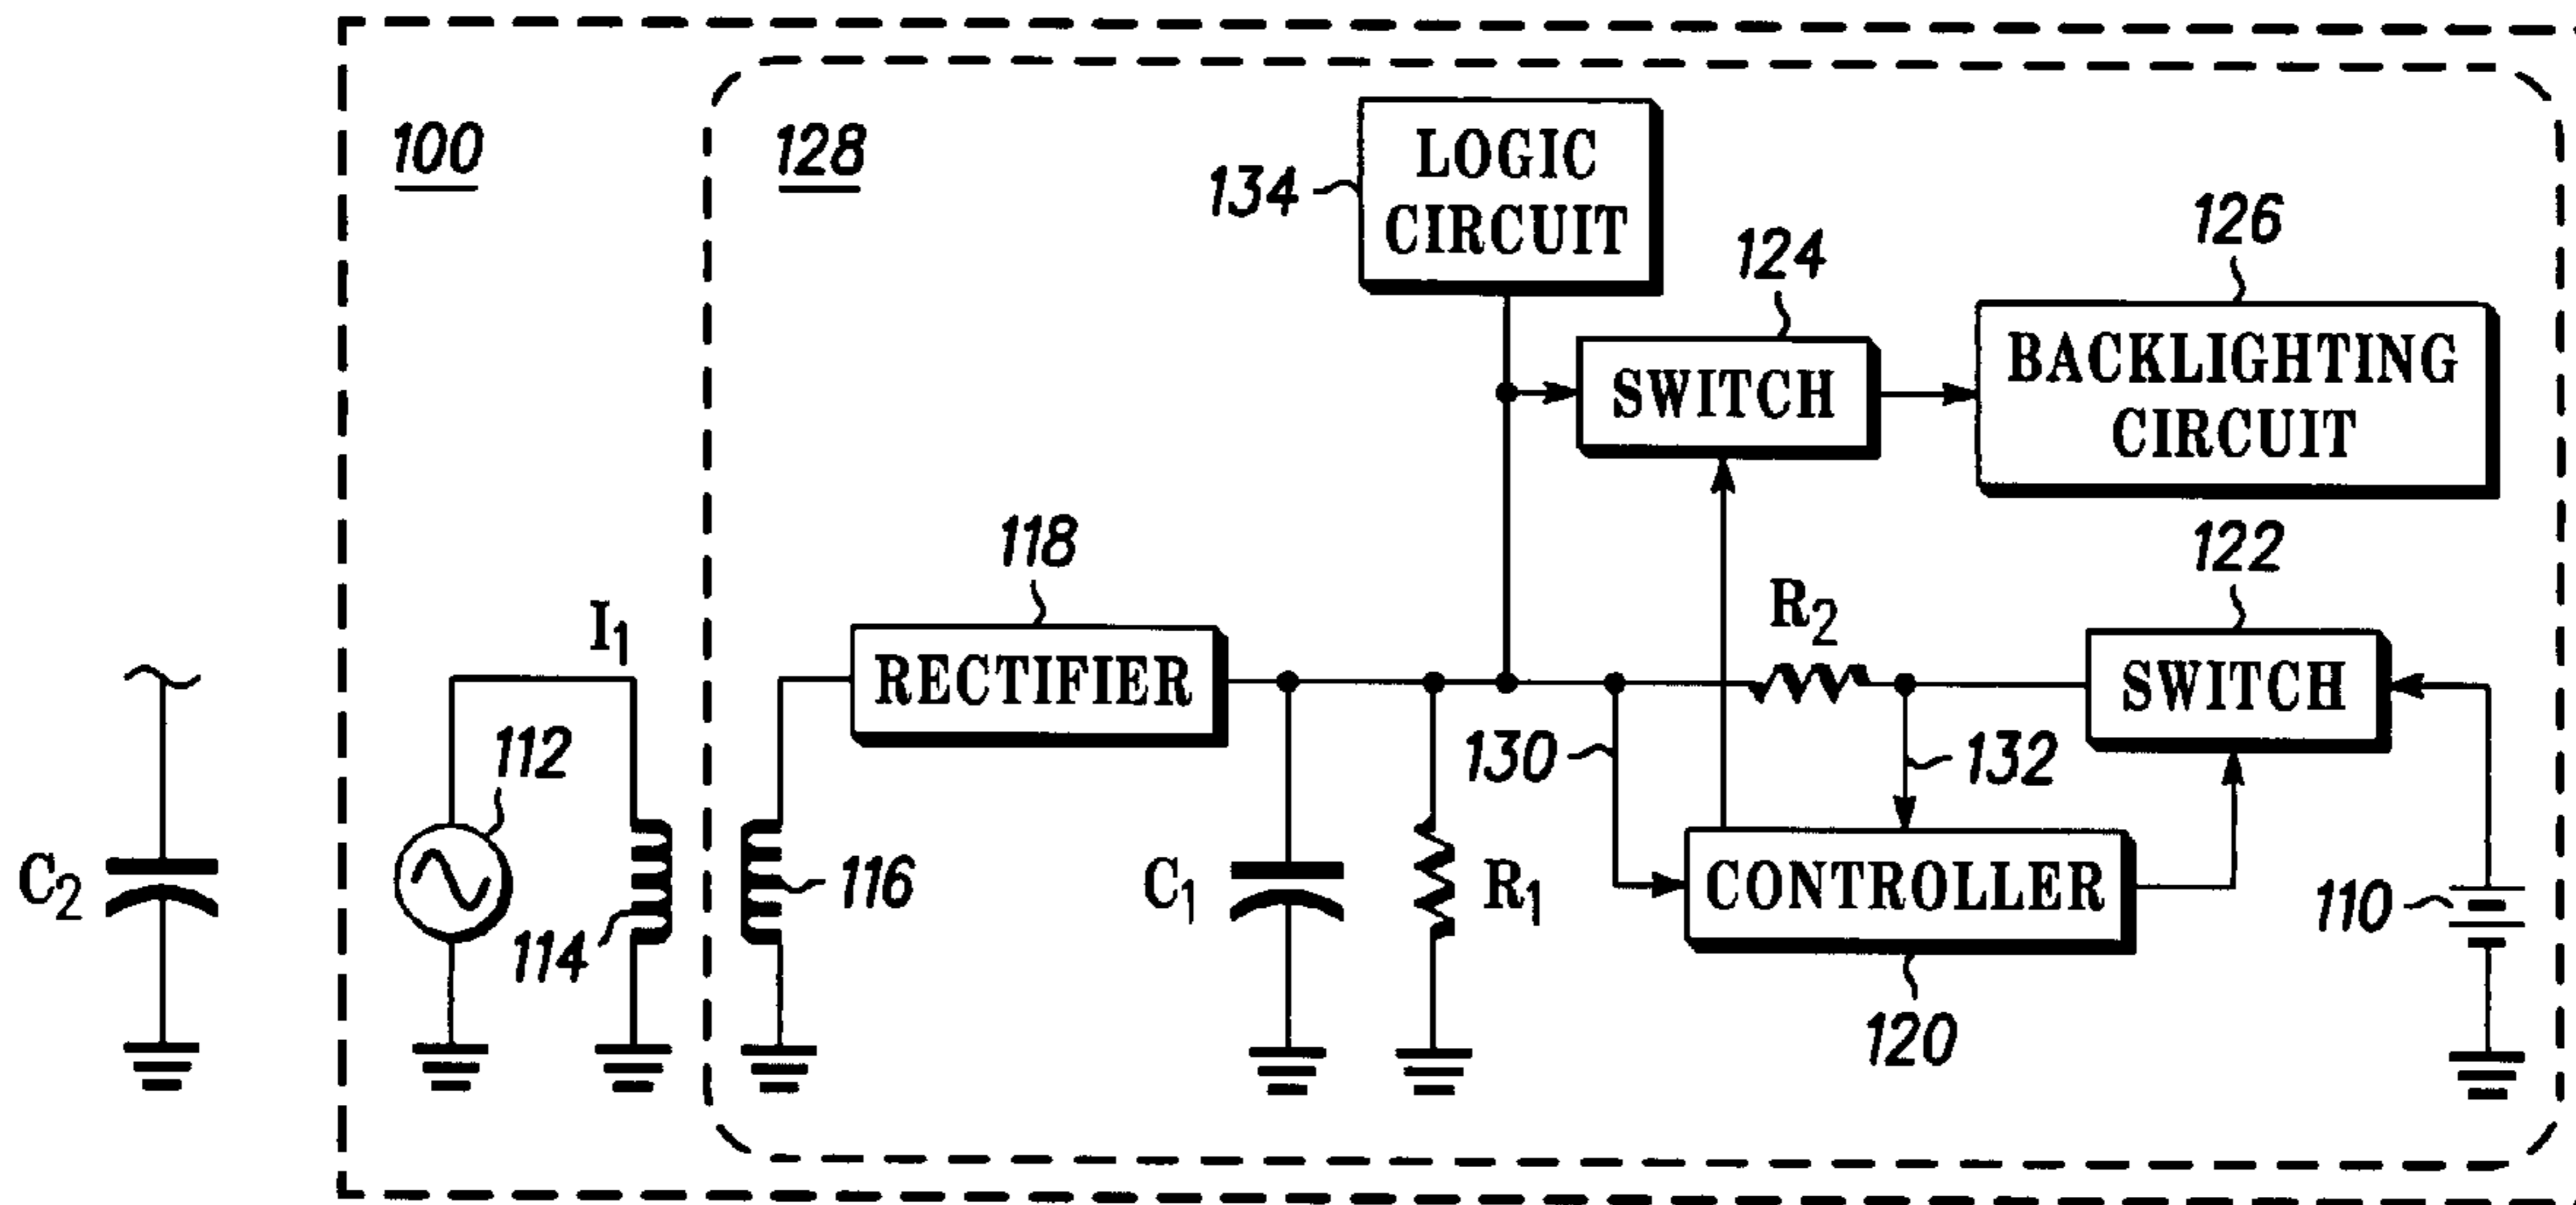 100
128
134
LOGIC
CIRCUIT
124
126
SWITCH
BACKLIGHTING
CIRCUIT
118
I1
RECTIFIER
R2
122
SWITCH
112
130
132
C2
114
116
C1
R1
CONTROLLER
110
120